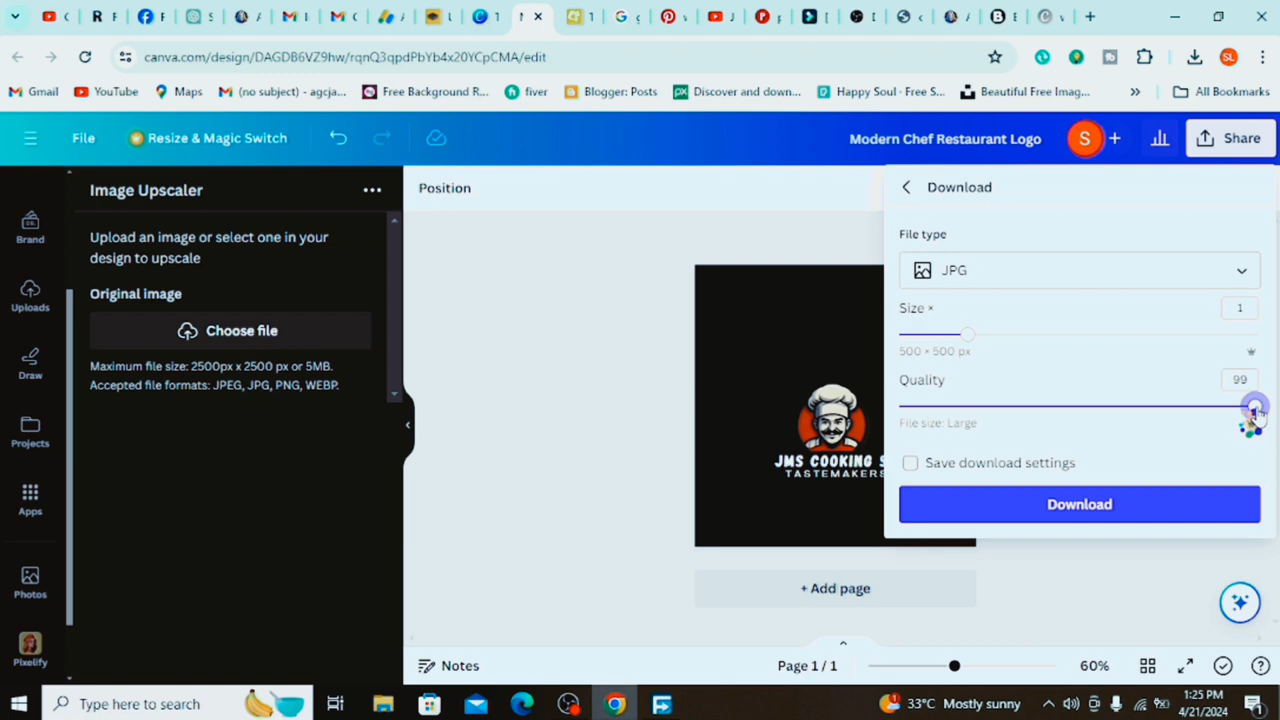 canva.com/design/DAGDB6VZ9hw/rqnQ3qpdPbYb4x20YCpCMA/edit
SL
Gmail
YouTube
Maps
(no subject) - agcja...
Free Background R...
fiver
Blogger: Posts
Discover and down...
Happy Soul - Free S...
Beautiful Free Imag...
»
All Bookmarks
File
Resize & Magic Switch
Modern Chef Restaurant Logo
S
Share
Brand
Uploads
Draw
Projects
Apps
Photos
Pixelify
Image Upscaler
Upload an image or select one in your
design to upscale
Original image
Choose file
Maximum file size: 2500px x 2500 px or 5MB.
Accepted file formats: JPEG, JPG, PNG, WEBP.
Position
JMS COOKING S
TASTEMAKERS
+ Add page
Download
File type
JPG
Size ×
1
500 × 500 px
Quality
99
File size: Large
Save download settings
Download
Notes
Page 1 / 1
60%
Type here to search
33°C Mostly sunny
1:25 PM
4/21/2024